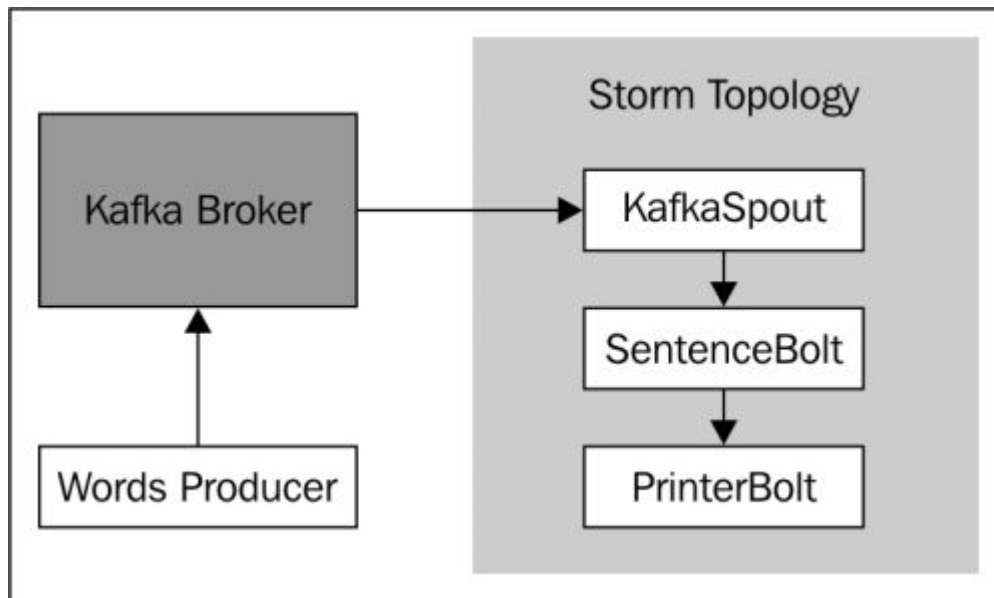 Storm Topology
Kafka Broker
KafkaSpout
SentenceBolt
Words Producer
PrinterBolt